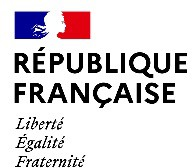 RÉPUBLIQUE
FRANÇAISE
Liberté
Égalité
Fraternité